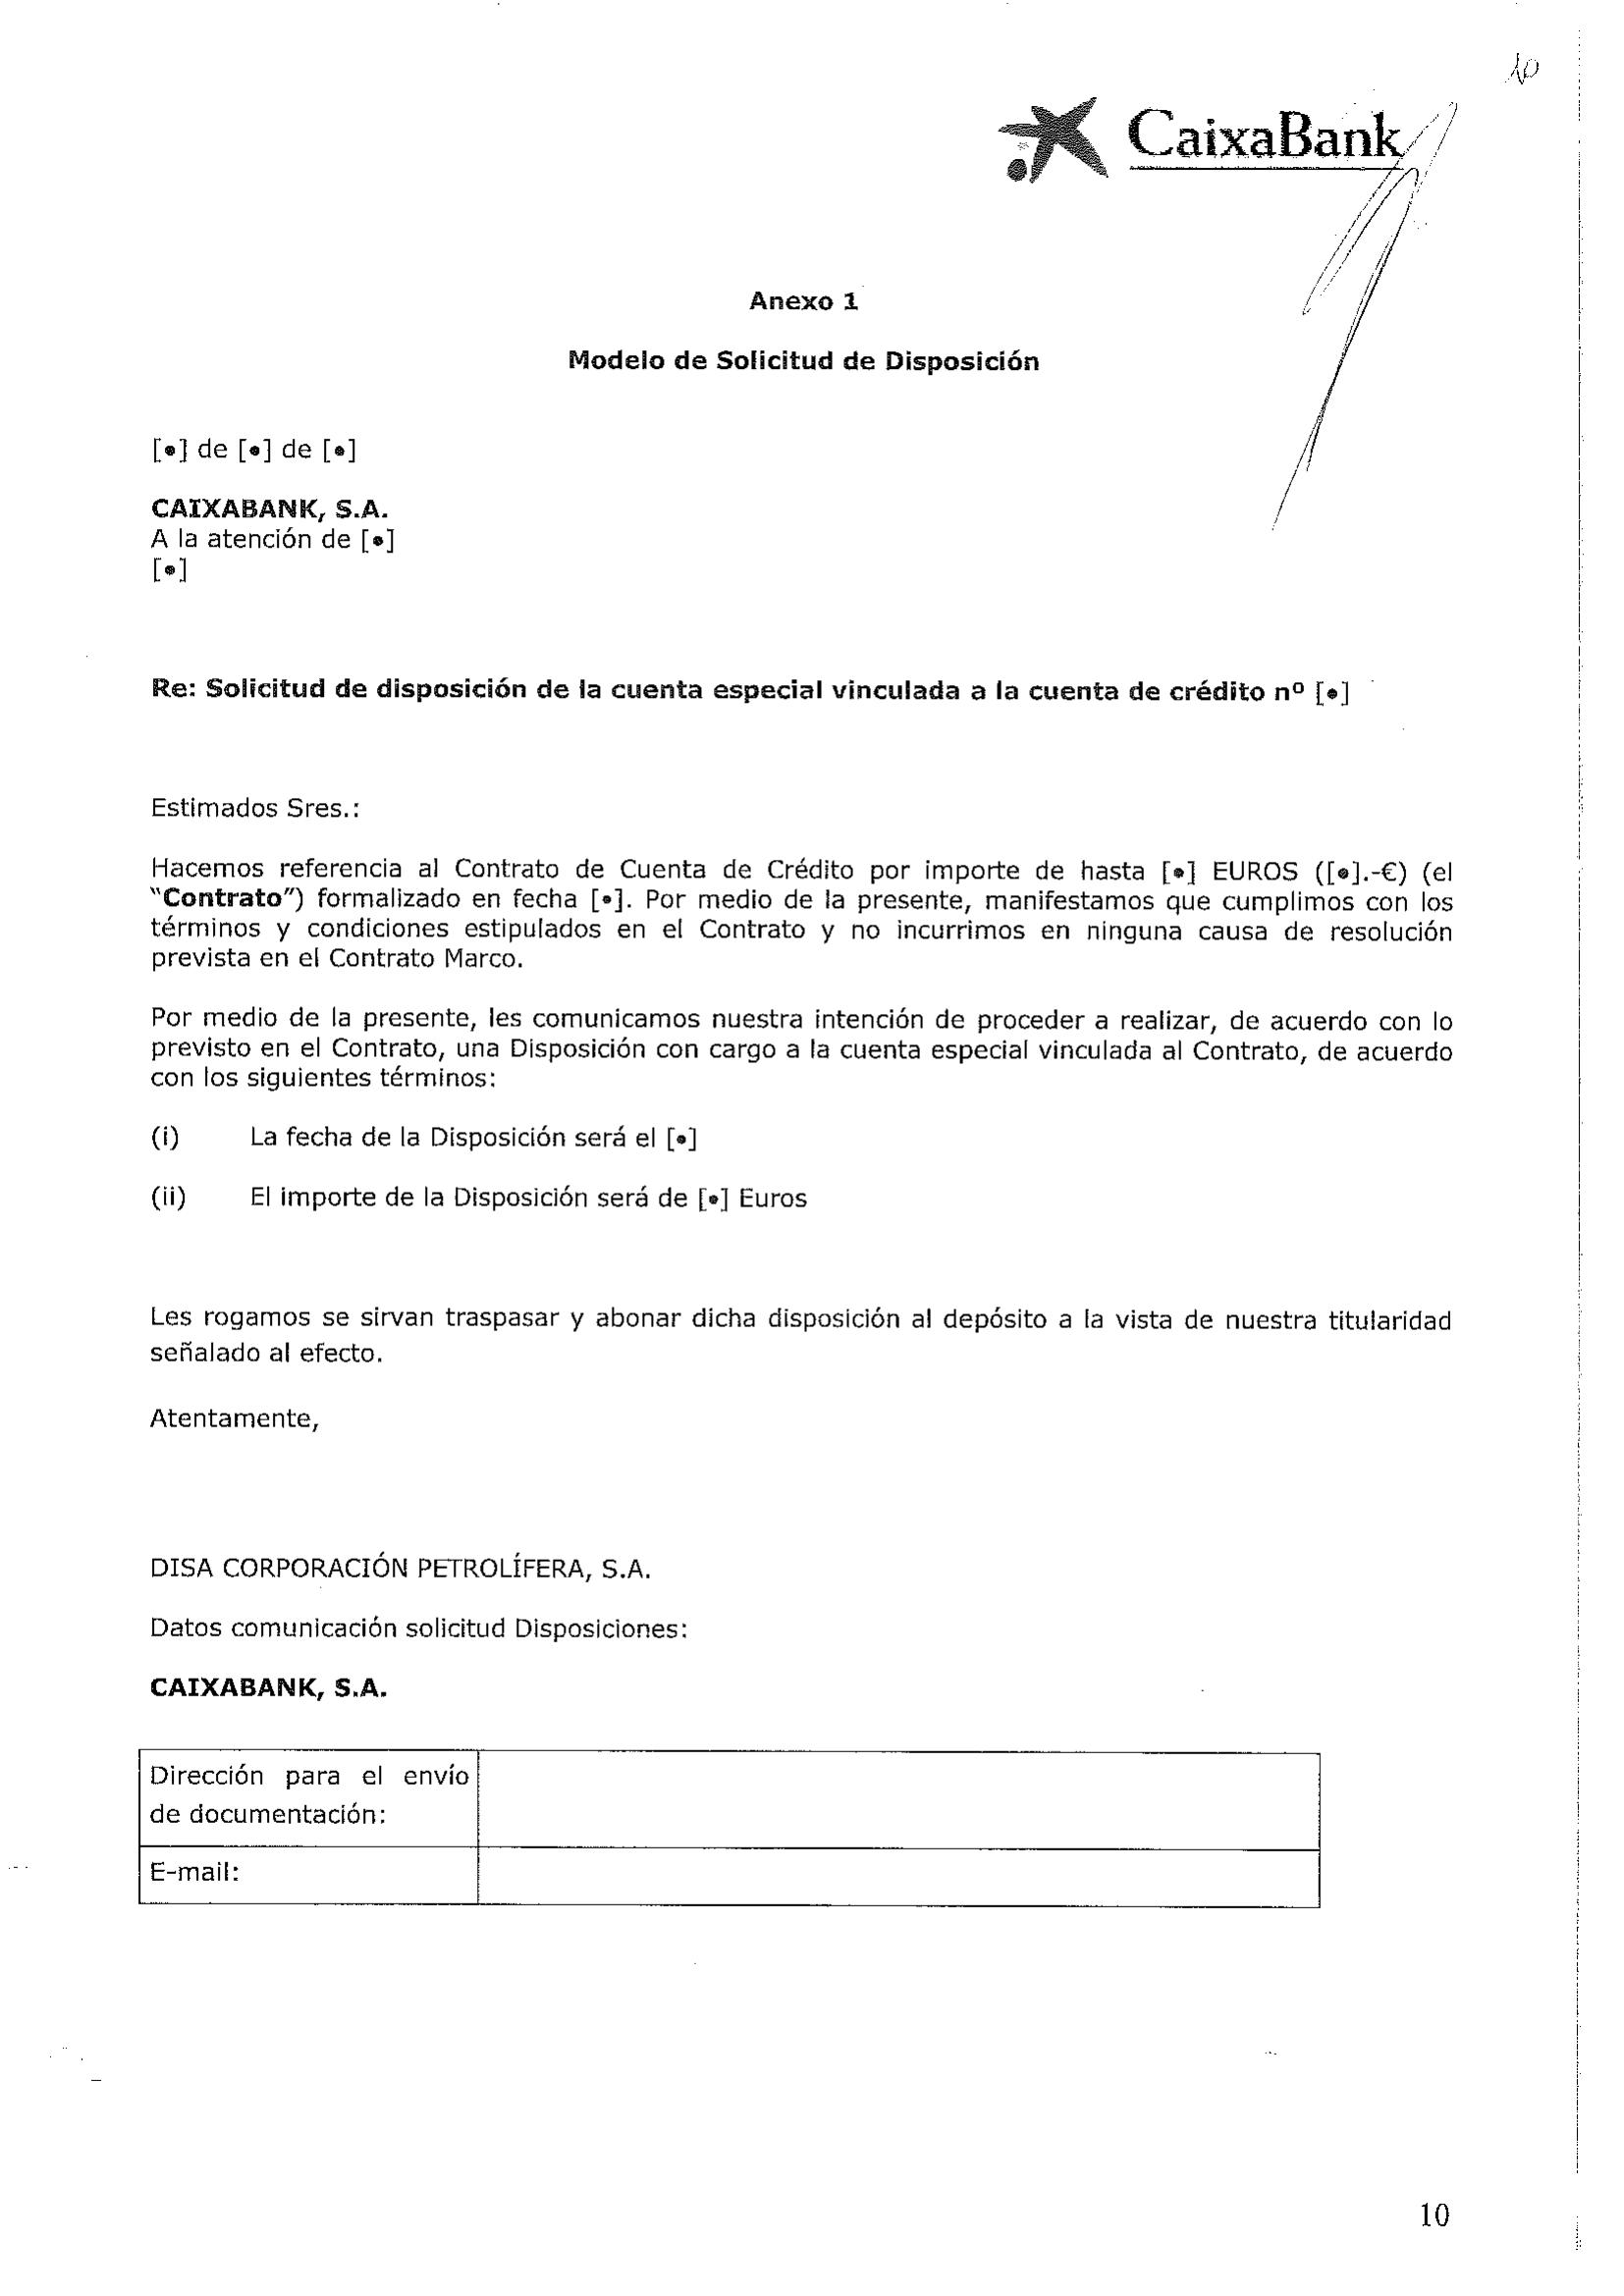 10
CaixaBank
Anexo 1
Modelo de Solicitud de Disposición
[•] de [•] de [•]
CAIXABANK, S.A.
A la atención de [•]
[•]
Re: Solicitud de disposición de la cuenta especial vinculada a la cuenta de crédito nº [•]
Estimados Sres.:
Hacemos referencia al Contrato de Cuenta de Crédito por importe de hasta [•] EUROS ([•].-€) (el
"Contrato") formalizado en fecha [•]. Por medio de la presente, manifestamos que cumplimos con los
términos y condiciones estipulados en el Contrato y no incurrimos en ninguna causa de resolución
prevista en el Contrato Marco.
Por medio de la presente, les comunicamos nuestra intención de proceder a realizar, de acuerdo con lo
previsto en el Contrato, una Disposición con cargo a la cuenta especial vinculada al Contrato, de acuerdo
con los siguientes términos:
(i) La fecha de la Disposición será el [•]
(ii) El importe de la Disposición será de [•] Euros
Les rogamos se sirvan traspasar y abonar dicha disposición al depósito a la vista de nuestra titularidad
señalado al efecto.
Atentamente,
DISA CORPORACIÓN PETROLÍFERA, S.A.
Datos comunicación solicitud Disposiciones:
CAIXABANK, S.A.
Dirección para el envío
de documentación:
E-mail:
10